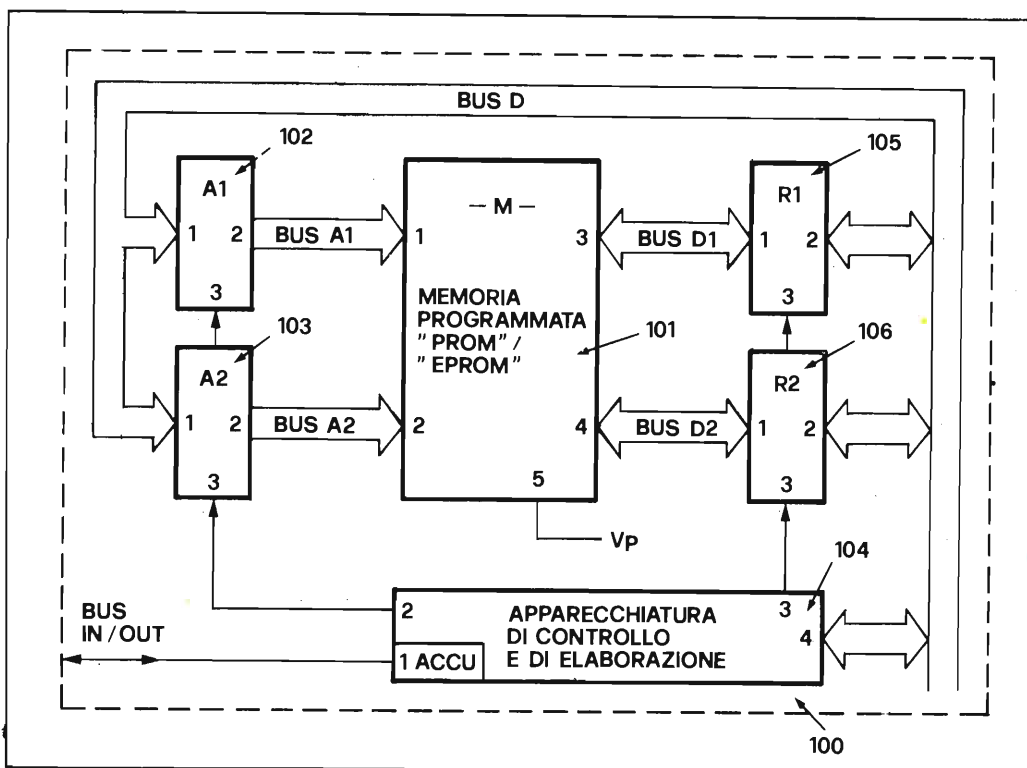 BUS D
102
A1
1 2
3
BUS A1
103
A2
1 2
3
BUS A2
— M —
1
3
MEMORIA
PROGRAMMATA
"PROM" /
"EPROM"
101
2
4
5
VP
BUS D1
105
R1
1 2
3
BUS D2
106
R2
1 2
3
104
2
3
4
APPARECCHIATURA
DI CONTROLLO
E DI ELABORAZIONE
1 ACCU
BUS
IN/OUT
100